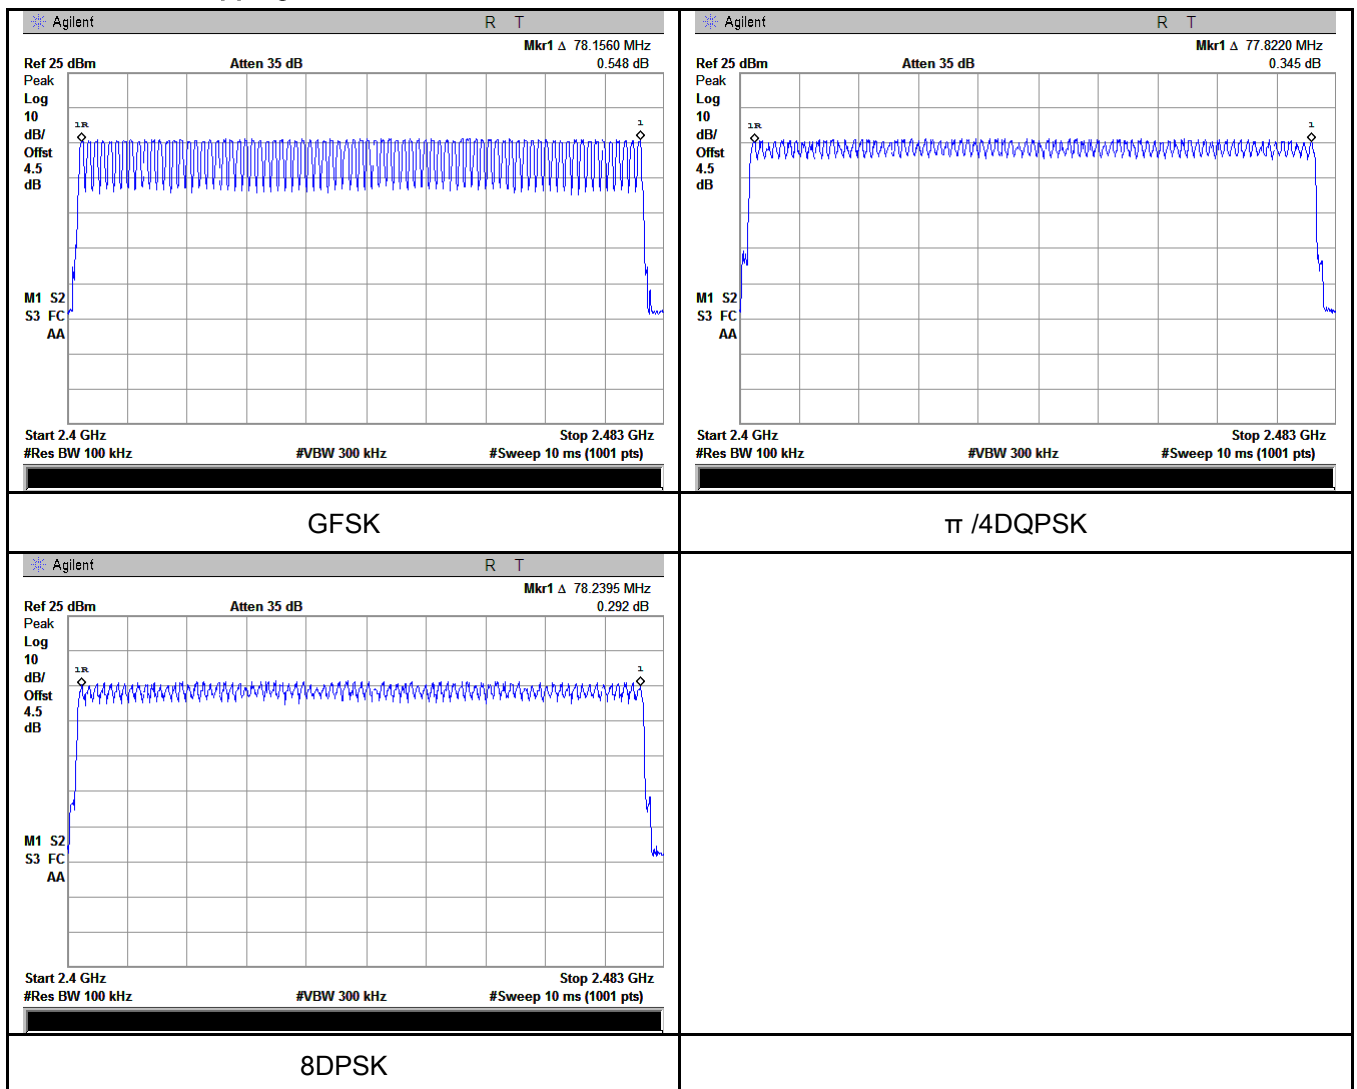 Agilent R T
Mkr1 Δ 78.1560 MHz
Ref 25 dBm Atten 35 dB 0.548 dB
Peak
Log
10
dB/
Offst
4.5
dB
1R
1
M1 S2
S3 FC
AA
Start 2.4 GHz Stop 2.483 GHz
#Res BW 100 kHz #VBW 300 kHz #Sweep 10 ms (1001 pts)
GFSK
Agilent R T
Mkr1 Δ 77.8220 MHz
Ref 25 dBm Atten 35 dB 0.345 dB
Peak
Log
10
dB/
Offst
4.5
dB
1R
1
M1 S2
S3 FC
AA
Start 2.4 GHz Stop 2.483 GHz
#Res BW 100 kHz #VBW 300 kHz #Sweep 10 ms (1001 pts)
π /4DQPSK
Agilent R T
Mkr1 Δ 78.2395 MHz
Ref 25 dBm Atten 35 dB 0.292 dB
Peak
Log
10
dB/
Offst
4.5
dB
1R
1
M1 S2
S3 FC
AA
Start 2.4 GHz Stop 2.483 GHz
#Res BW 100 kHz #VBW 300 kHz #Sweep 10 ms (1001 pts)
8DPSK